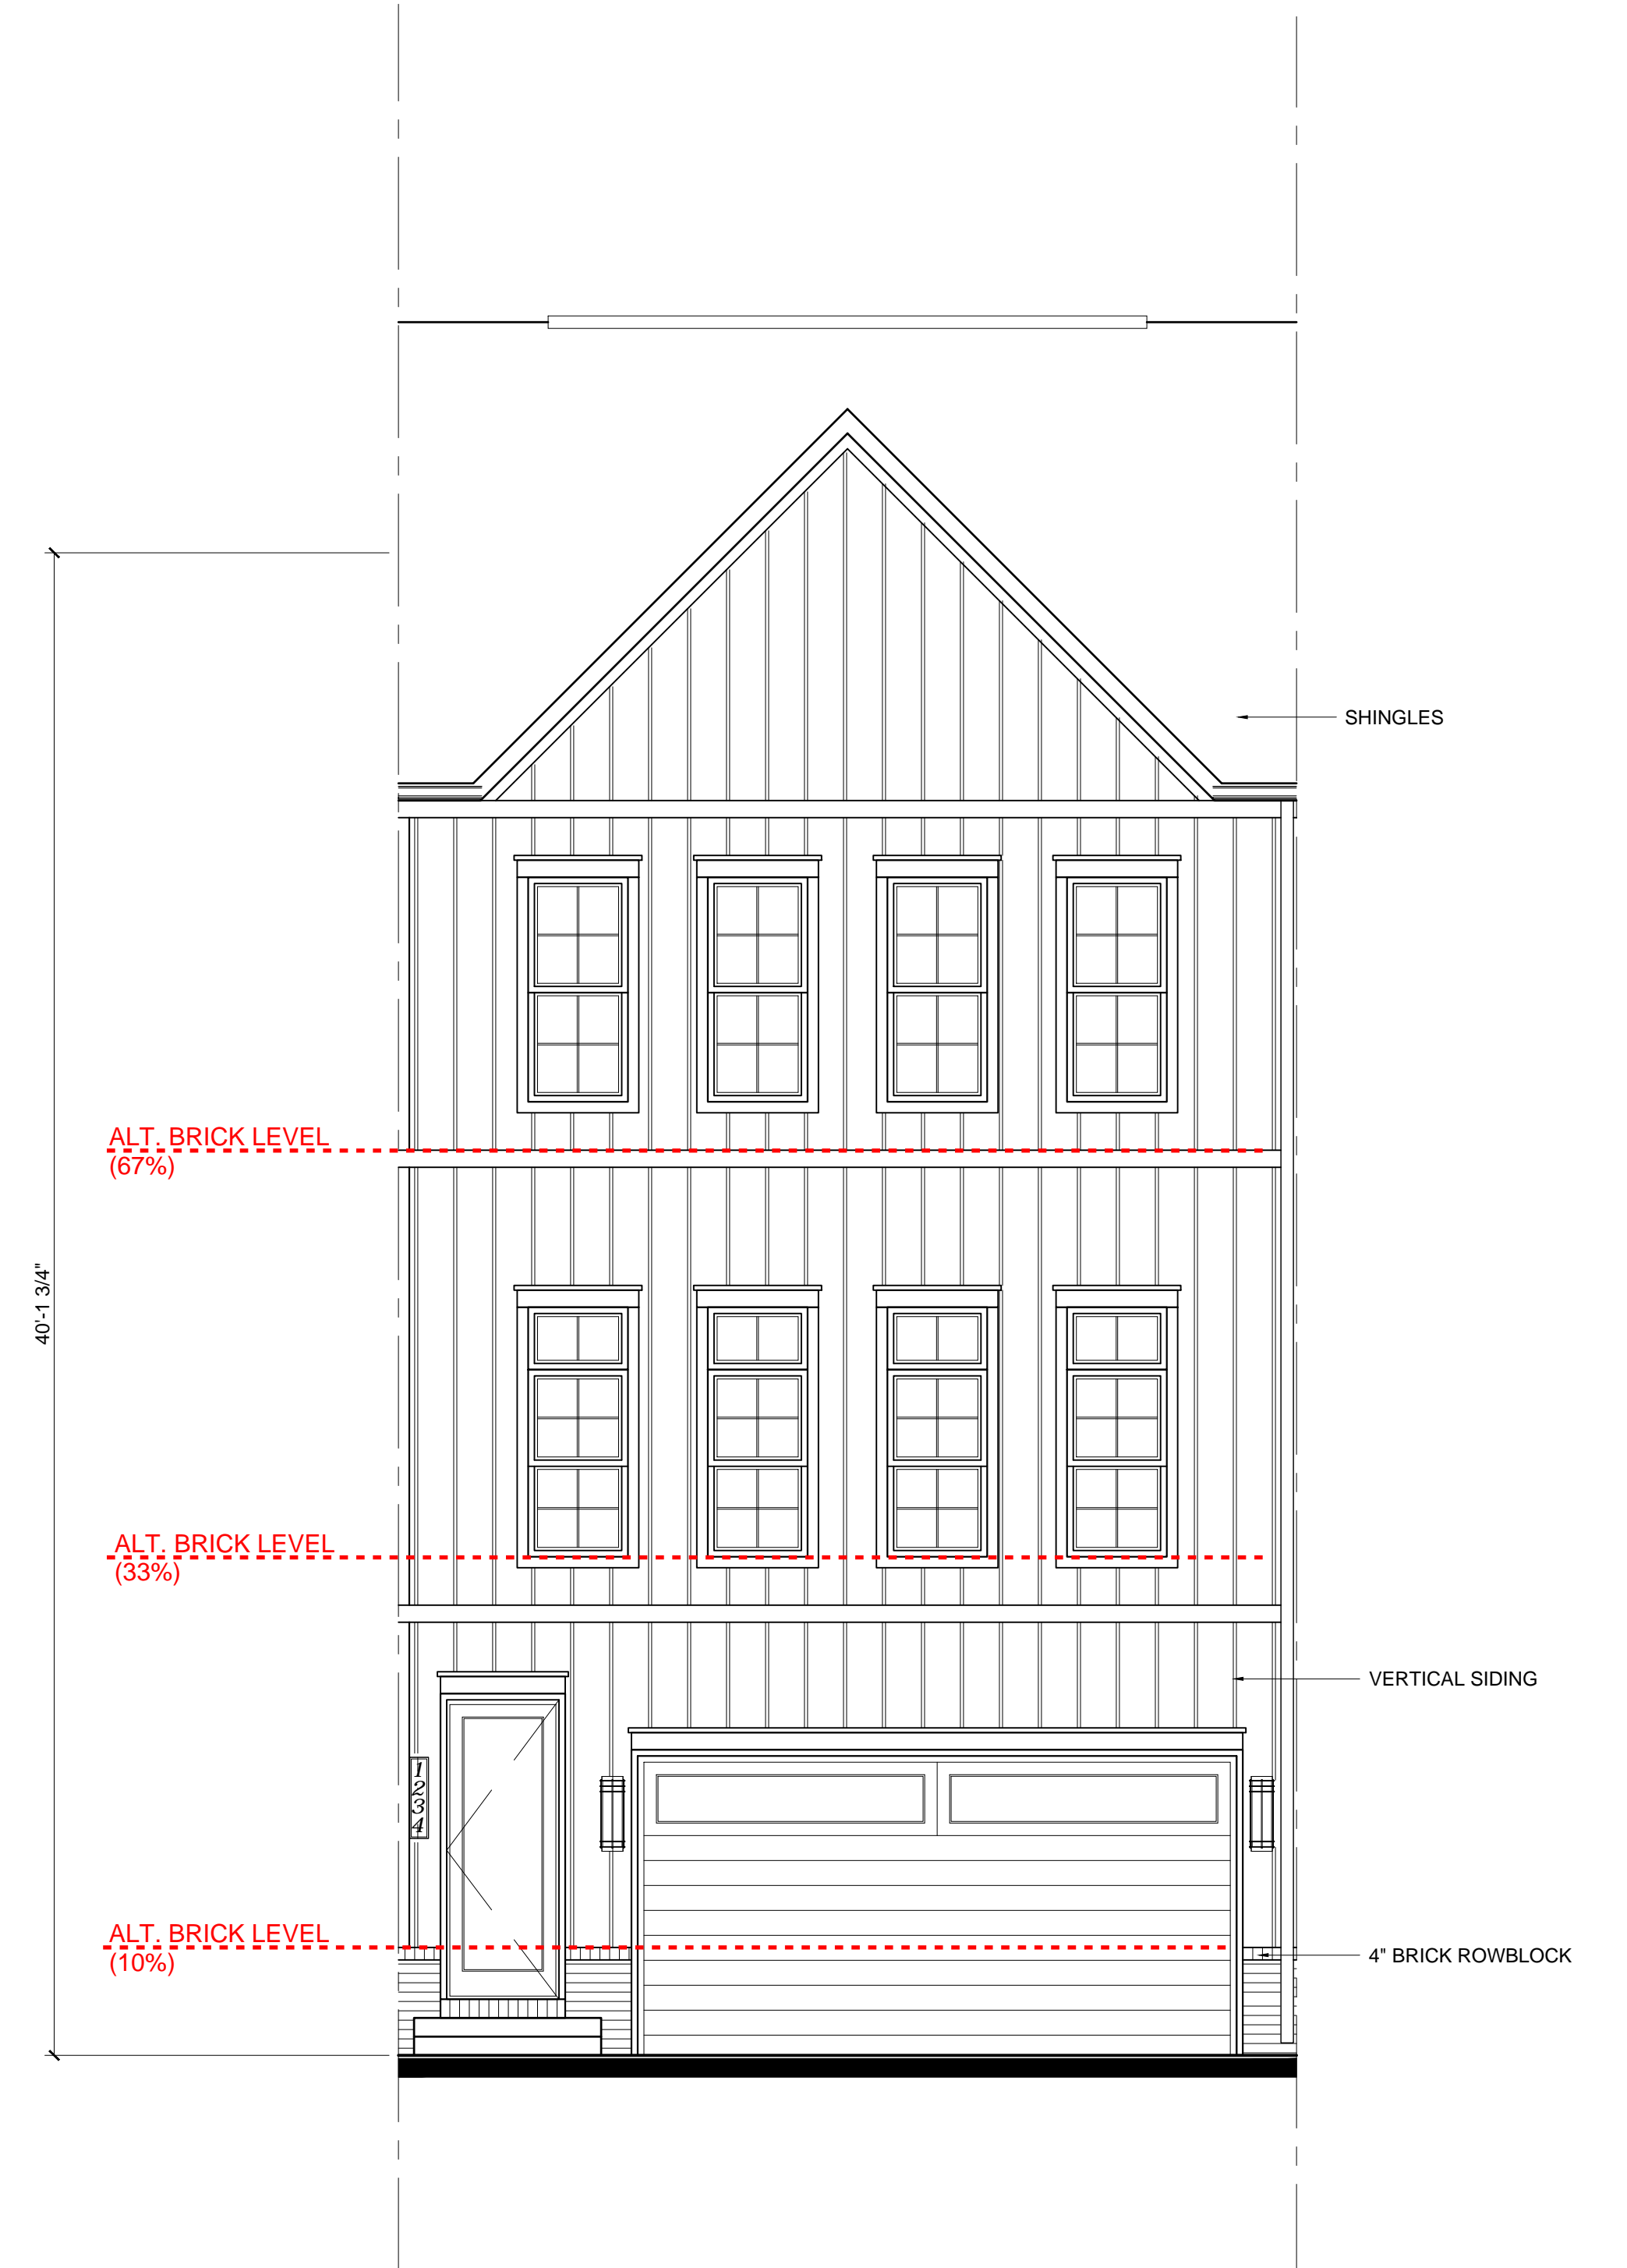 SHINGLES
ALT. BRICK LEVEL
(67%)
40'-1 3/4"
ALT. BRICK LEVEL
(33%)
VERTICAL SIDING
1
2
3
4
ALT. BRICK LEVEL
(10%)
4" BRICK ROWBLOCK